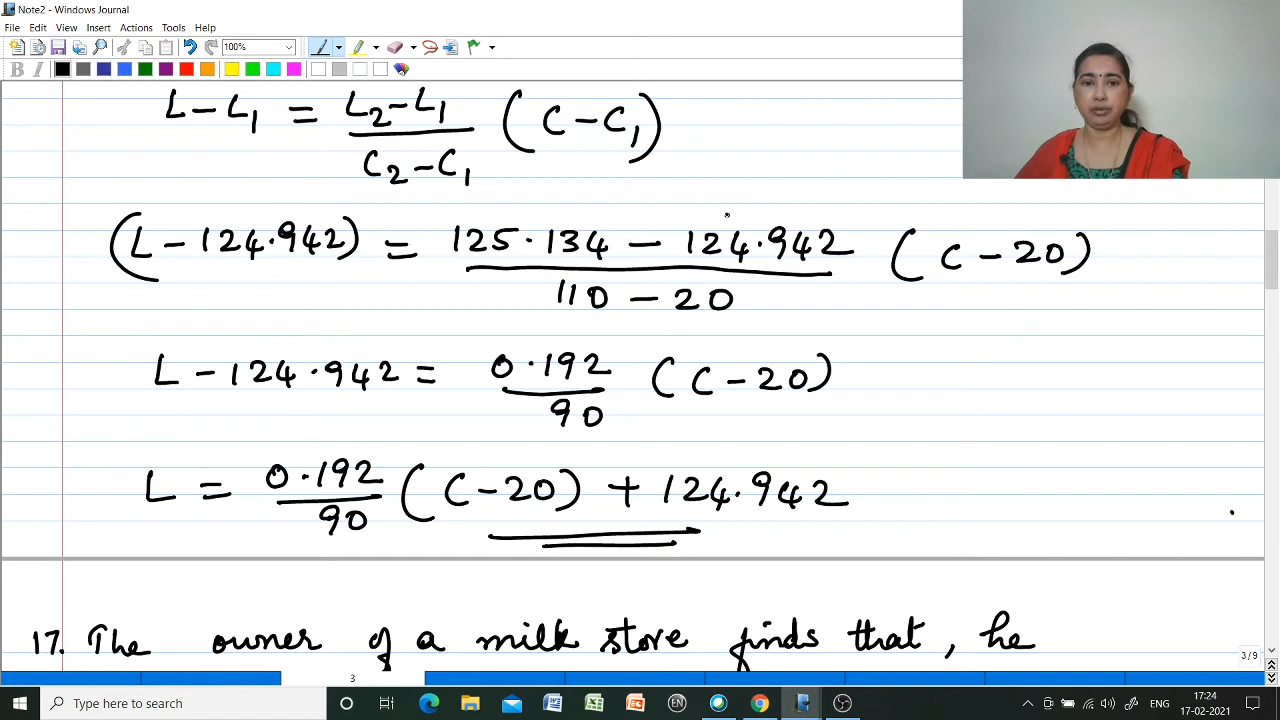 Note2 - Windows Journal
File Edit View Insert Actions Tools Help
100%
B I
L - L₁ = L₂ - L₁ / C₂ - C₁ (C - C₁)
(L - 124.942) = 125.134 - 124.942 / 110 - 20 (C - 20)
L - 124.942 = 0.192 / 90 (C - 20)
L = 0.192 / 90 (C - 20) + 124.942
17. The owner of a milk store finds that, he
3/9
3
Type here to search
EN
ENG
17:24
17-02-2021